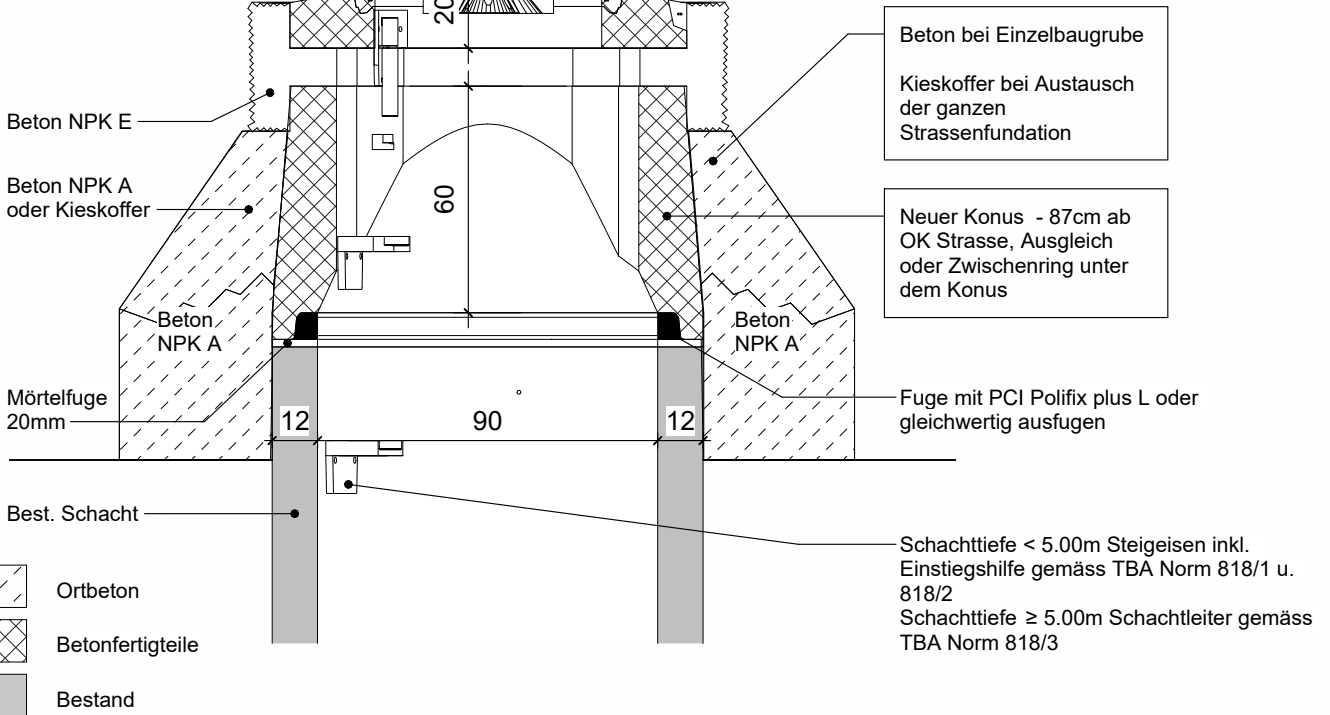 20
Beton NPK E
Beton NPK A
oder Kieskoffer
60
Beton bei Einzelbaugrube
Kieskoffer bei Austausch
der ganzen
Strassenfundation
Neuer Konus - 87cm ab
OK Strasse, Ausgleich
oder Zwischenring unter
dem Konus
Beton
NPK A
Beton
NPK A
Mörtelfuge
20mm
12
90
12
Fuge mit PCI Polifix plus L oder
gleichwertig ausfugen
Best. Schacht
Schachttiefe < 5.00m Steigeisen inkl.
Einstiegshilfe gemäss TBA Norm 818/1 u.
818/2
Schachttiefe ≥ 5.00m Schachtleiter gemäss
TBA Norm 818/3
Ortbeton
Betonfertigteile
Bestand